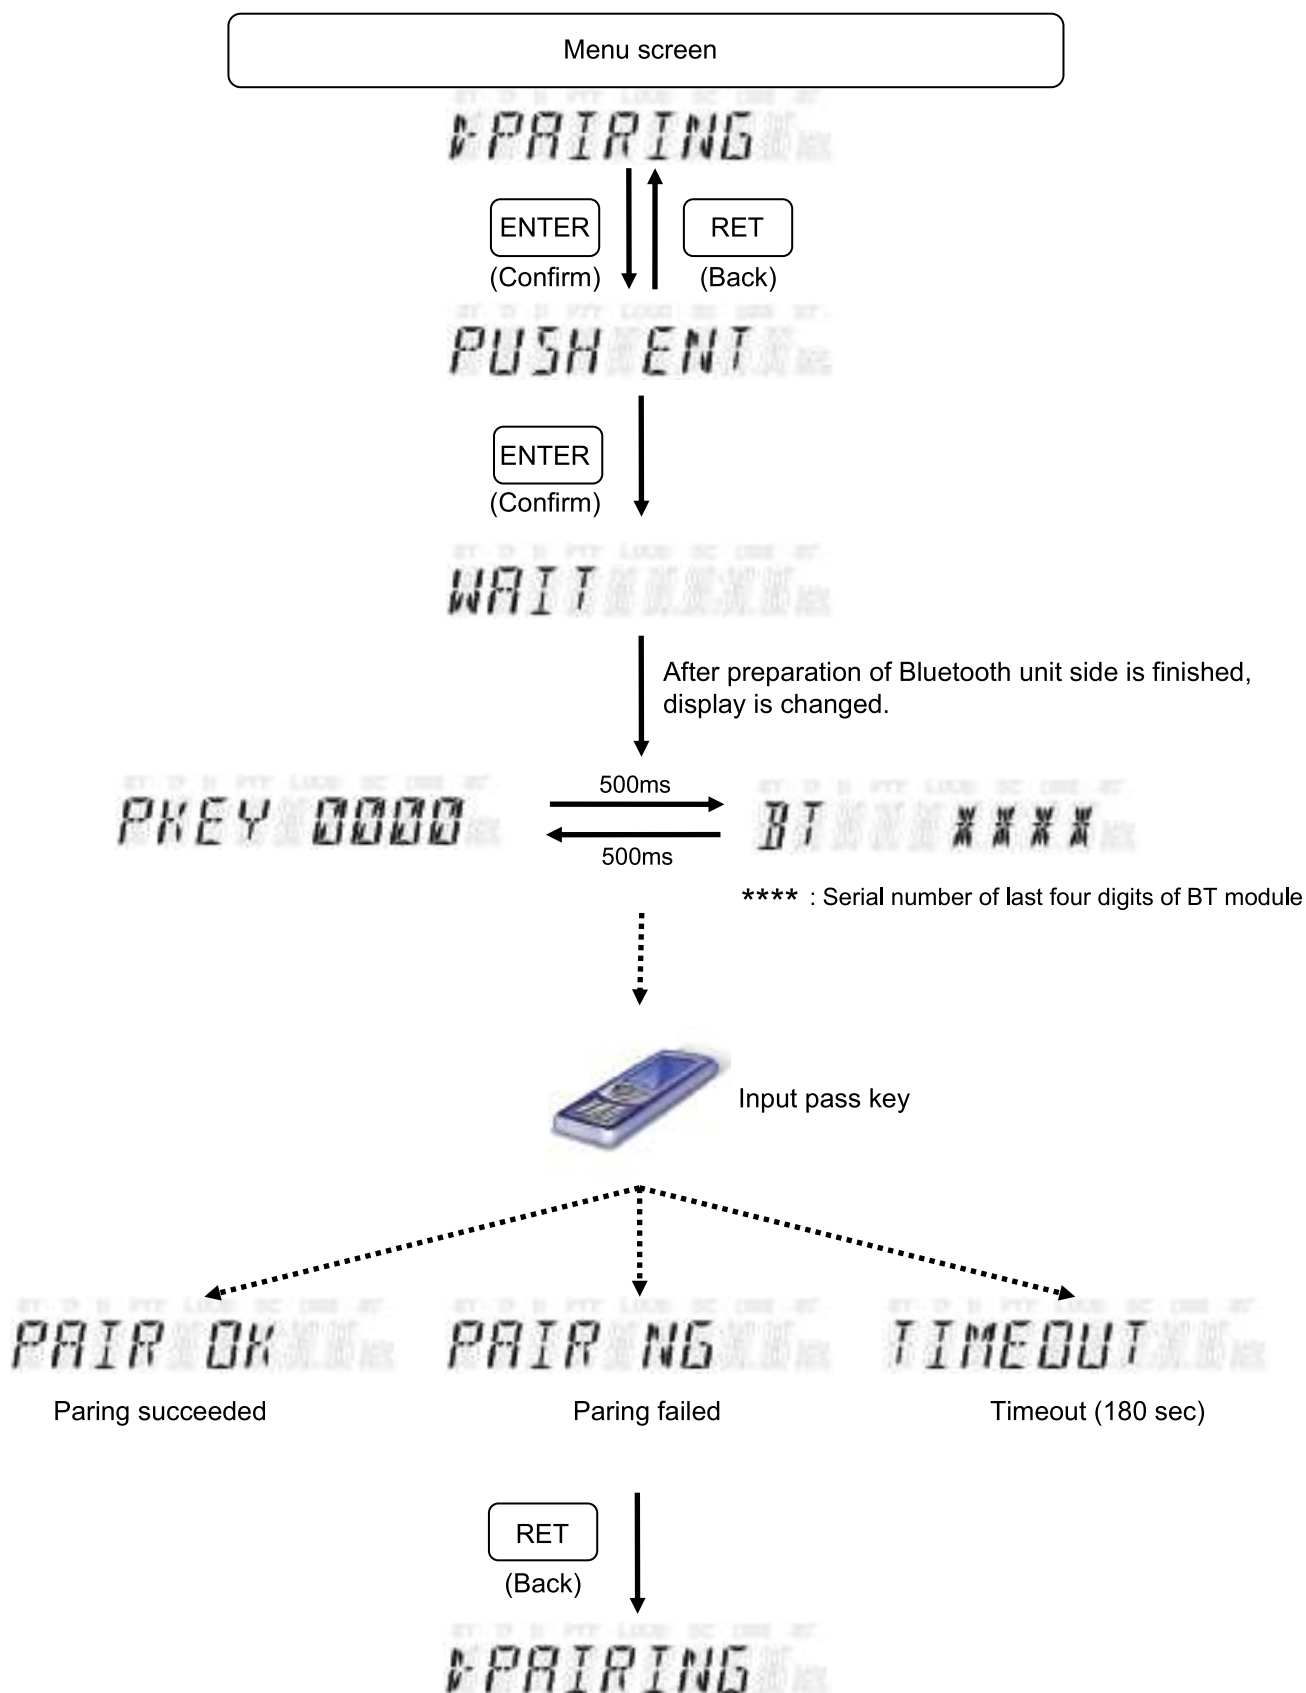 Menu screen
PAIRING
ENTER
RET
(Confirm)
(Back)
PUSH ENT
ENTER
(Confirm)
WAIT
After preparation of Bluetooth unit side is finished,
display is changed.
500ms
PKEY 0000
BT ****
500ms
**** : Serial number of last four digits of BT module
Input pass key
PAIR OK
PAIR NG
TIMEOUT
Paring succeeded
Paring failed
Timeout (180 sec)
RET
(Back)
PAIRING